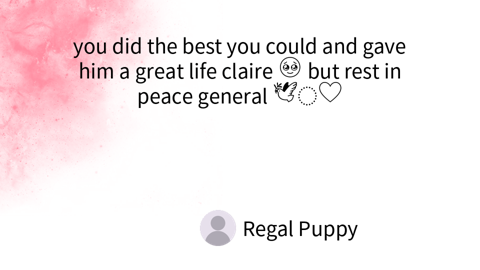 you did the best you could and gave
him a great life claire 🥹 but rest in
peace general 🕊️◌♡
Regal Puppy